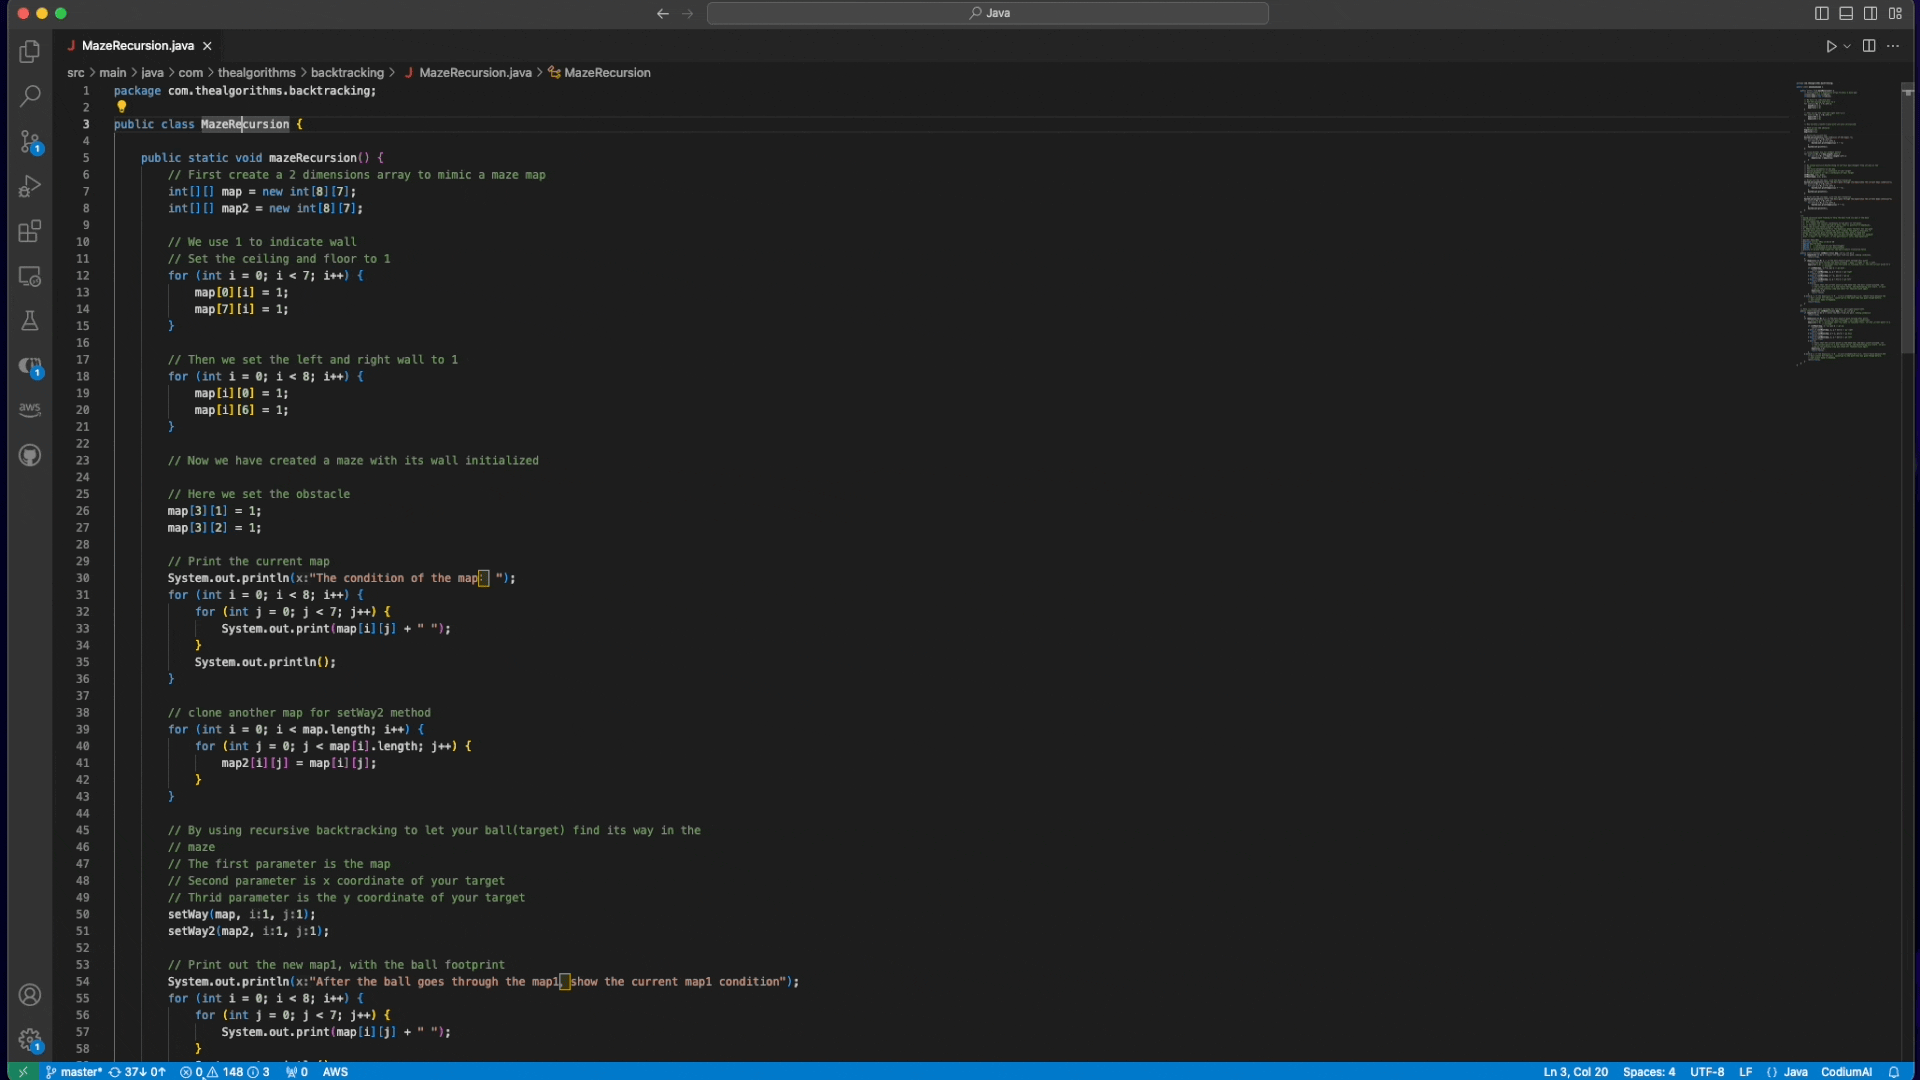 Java
J MazeRecursion.java
src > main > java > com > thealgorithms > backtracking > J MazeRecursion.java > MazeRecursion
1 package com.thealgorithms.backtracking;
2
3 public class MazeRecursion {
4
5 public static void mazeRecursion() {
6 // First create a 2 dimensions array to mimic a maze map
7 int[][] map = new int[8][7];
8 int[][] map2 = new int[8][7];
9
10 // We use 1 to indicate wall
11 // Set the ceiling and floor to 1
12 for (int i = 0; i < 7; i++) {
13 map[0][i] = 1;
14 map[7][i] = 1;
15 }
16
17 // Then we set the left and right wall to 1
18 for (int i = 0; i < 8; i++) {
19 map[i][0] = 1;
20 map[i][6] = 1;
21 }
22
23 // Now we have created a maze with its wall initialized
24
25 // Here we set the obstacle
26 map[3][1] = 1;
27 map[3][2] = 1;
28
29 // Print the current map
30 System.out.println(x:"The condition of the map： ");
31 for (int i = 0; i < 8; i++) {
32 for (int j = 0; j < 7; j++) {
33 System.out.print(map[i][j] + " ");
34 }
35 System.out.println();
36 }
37
38 // clone another map for setWay2 method
39 for (int i = 0; i < map.length; i++) {
40 for (int j = 0; j < map[i].length; j++) {
41 map2[i][j] = map[i][j];
42 }
43 }
44
45 // By using recursive backtracking to let your ball(target) find its way in the
46 // maze
47 // The first parameter is the map
48 // Second parameter is x coordinate of your target
49 // Thrid parameter is the y coordinate of your target
50 setWay(map, i:1, j:1);
51 setWay2(map2, i:1, j:1);
52
53 // Print out the new map1, with the ball footprint
54 System.out.println(x:"After the ball goes through the map1，show the current map1 condition");
55 for (int i = 0; i < 8; i++) {
56 for (int j = 0; j < 7; j++) {
57 System.out.print(map[i][j] + " ");
58 }
aws
1
1
1
master* 37↓ 0↑ 0 148 3 0 AWS
Ln 3, Col 20 Spaces: 4 UTF-8 LF {} Java CodiumAI